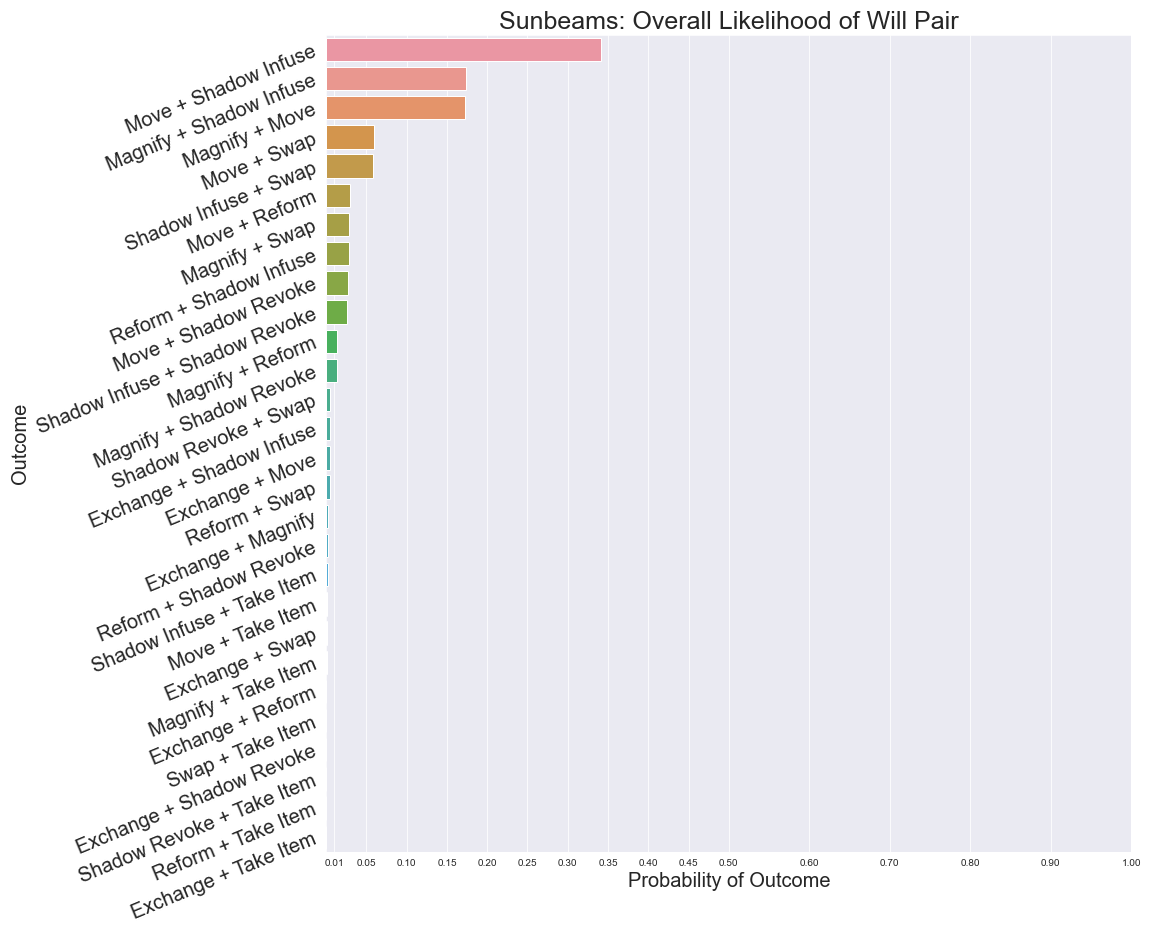 Sunbeams: Overall Likelihood of Will Pair
Move + Shadow Infuse
Magnify + Shadow Infuse
Magnify + Move
Move + Swap
Shadow Infuse + Swap
Move + Reform
Magnify + Swap
Reform + Shadow Infuse
Move + Shadow Revoke
Shadow Infuse + Shadow Revoke
Magnify + Reform
Magnify + Shadow Revoke
Shadow Revoke + Swap
Exchange + Shadow Infuse
Exchange + Move
Reform + Swap
Exchange + Magnify
Reform + Shadow Revoke
Shadow Infuse + Take Item
Move + Take Item
Exchange + Swap
Magnify + Take Item
Exchange + Reform
Swap + Take Item
Exchange + Shadow Revoke
Shadow Revoke + Take Item
Reform + Take Item
Exchange + Take Item
Outcome
0.01 0.05 0.10 0.15 0.20 0.25 0.30 0.35 0.40 0.45 0.50 0.60 0.70 0.80 0.90 1.00
Probability of Outcome